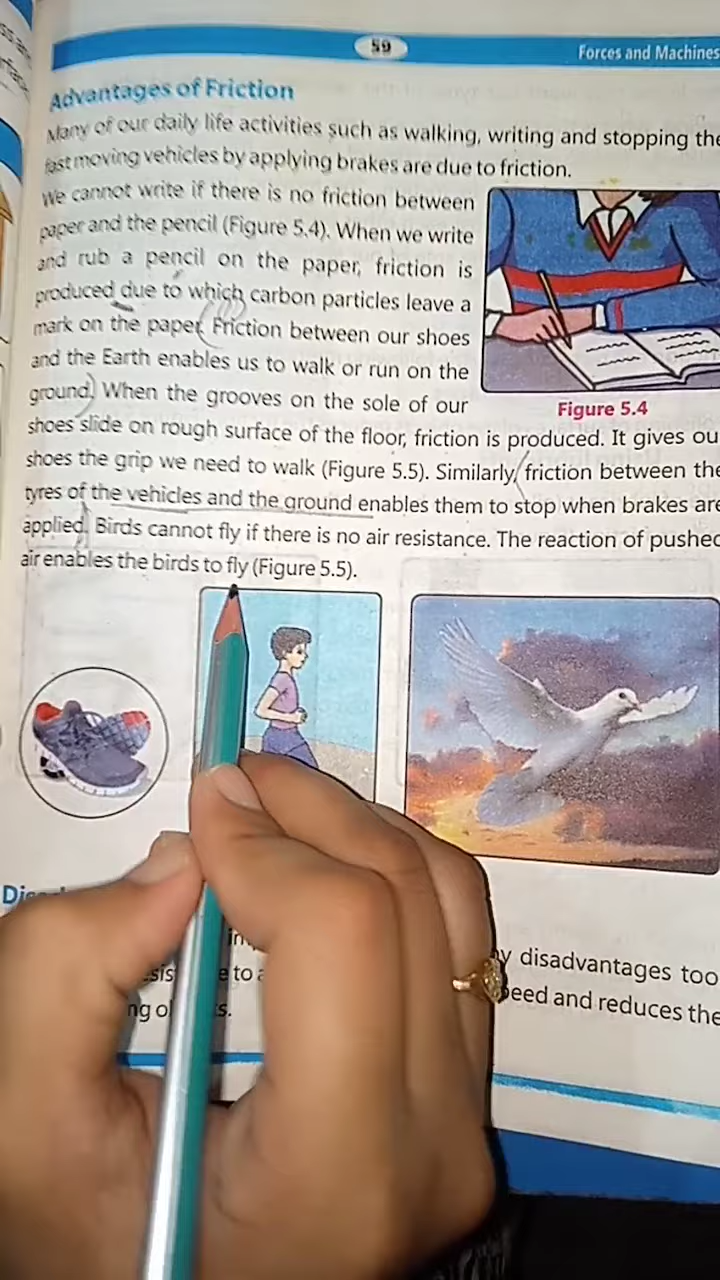 59
Forces and Machines
Advantages of Friction
Many of our daily life activities such as walking, writing and stopping the
fast moving vehicles by applying brakes are due to friction.
We cannot write if there is no friction between
paper and the pencil (Figure 5.4). When we write
and rub a pencil on the paper, friction is
produced due to which carbon particles leave a
mark on the paper. Friction between our shoes
and the Earth enables us to walk or run on the
ground. When the grooves on the sole of our
Figure 5.4
shoes slide on rough surface of the floor, friction is produced. It gives ou
shoes the grip we need to walk (Figure 5.5). Similarly, friction between the
tyres of the vehicles and the ground enables them to stop when brakes are
applied. Birds cannot fly if there is no air resistance. The reaction of pushed
air enables the birds to fly (Figure 5.5).
disadvantages too
eed and reduces the